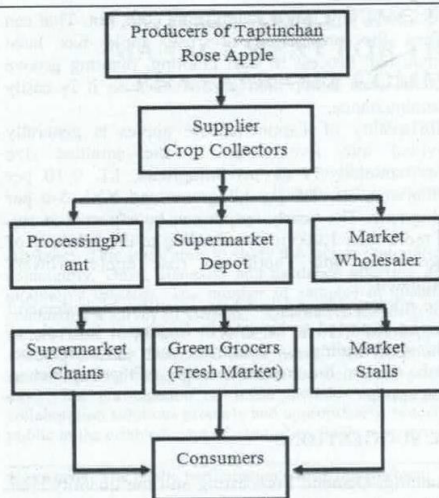 Producers of Taptinchan
Rose Apple
Supplier
Crop Collectors
ProcessingPl
ant
Supermarket
Depot
Market
Wholesaler
Supermarket
Chains
Green Grocers
(Fresh Market)
Market
Stalls
Consumers